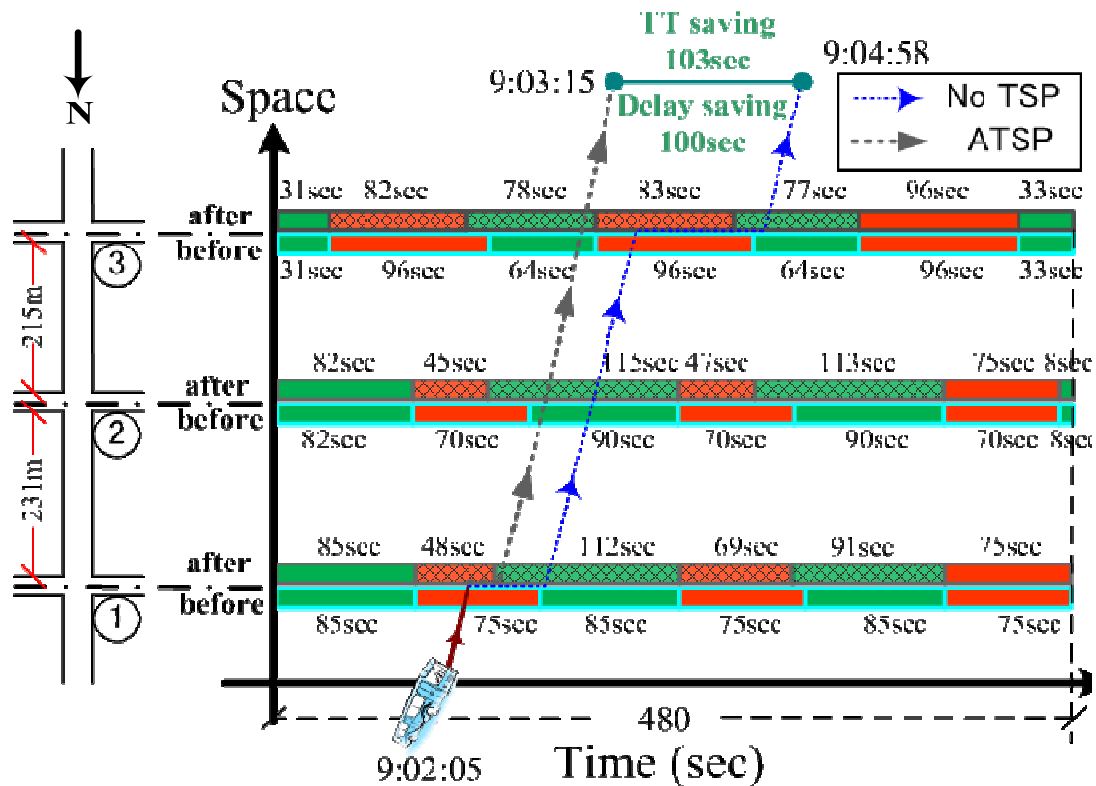 TT saving
103sec
9:04:58
9:03:15
Delay saving
100sec
No TSP
ATSP
N
Space
31sec 82sec 78sec 83sec 77sec 96sec 33sec
after
before
31sec 96sec 64sec 96sec 64sec 96sec 33sec
3
215m
82sec 45sec 115sec 47sec 113sec 75sec 8sec
after
before
82sec 70sec 90sec 70sec 90sec 70sec 8sec
2
231m
85sec 48sec 112sec 69sec 91sec 75sec
after
before
85sec 75sec 85sec 75sec 85sec 75sec
1
480
9:02:05
Time (sec)